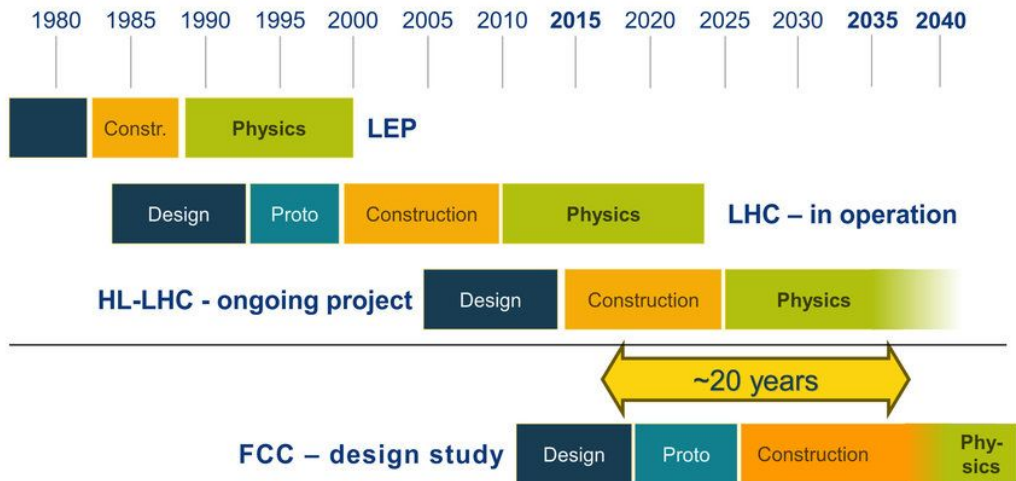 1980 1985 1990 1995 2000 2005 2010 2015 2020 2025 2030 2035 2040
Constr. Physics LEP
Design Proto Construction Physics LHC – in operation
HL-LHC - ongoing project Design Construction Physics
~20 years
FCC – design study Design Proto Construction Phy-
sics